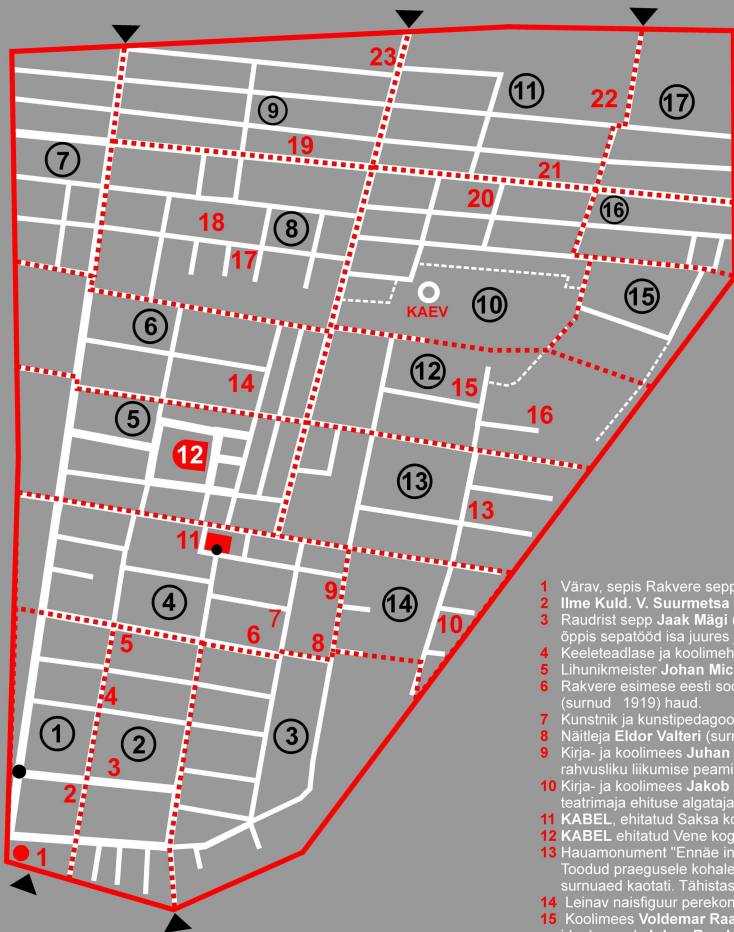 23
11
22
17
9
7
19
21
20
16
18
8
17
10
15
KAEV
6
12
14
15
5
16
12
13
13
11
9
4
7
14
10
5
6
8
4
1
2
3
3
2
1
1 Värav, sepis Rakvere sepp
2 Ilme Kuld. V. Suurmetsa
3 Raudrist sepp Jaak Mägi
õppis sepatööd isa juures
4 Keeleteadlase ja koolimeh
5 Lihunikmeister Johan Mic
6 Rakvere esimese eesti soo
(surnud 1919) haud.
7 Kunstnik ja kunstipedagoo
8 Näitleja Eldor Valteri (surr
9 Kirja- ja koolimees Juhan
rahvusliku liikumise peami
10 Kirja- ja koolimees Jakob
teatrimaja ehituse algataja
11 KABEL, ehitatud Saksa ko
12 KABEL ehitatud Vene kog
13 Hauamonument "Ennäe in
Toodud praegusele kohale
surnuaed kaotati. Tähistas
14 Leinav naisfiguur perekon
15 Koolimees Voldemar Raa